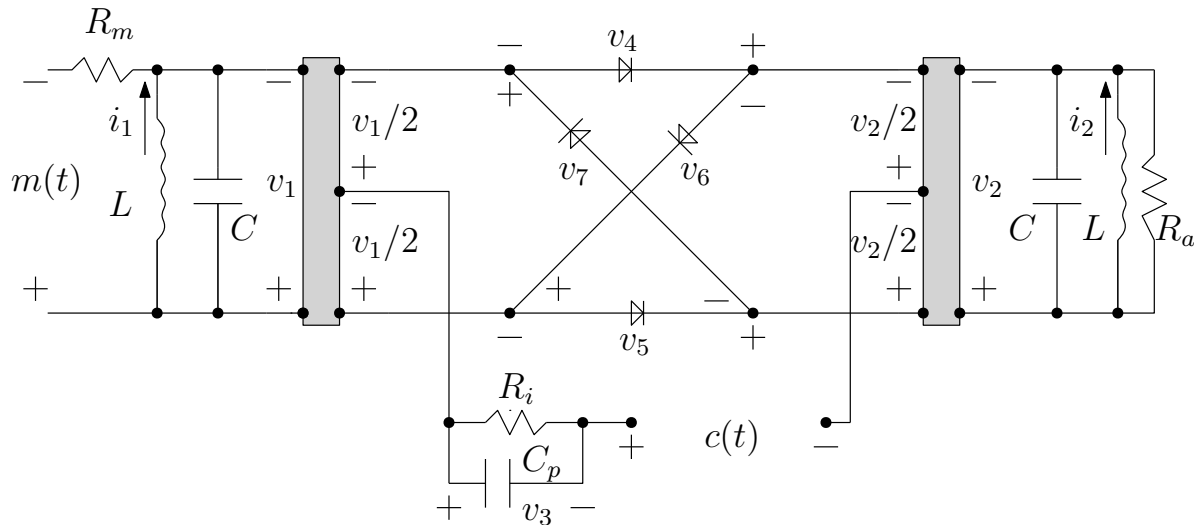 R_m
− − − − − − v_4 + − − −
+ −
i_1 v_1/2 v_2/2 i_2
m(t) L C v_1 + − v_7 v_6 − + v_2 C L R_a
v_1/2 v_2/2
+ + + + − + +
− v_5 +
R_i
+ c(t) −
C_p
+ v_3 −